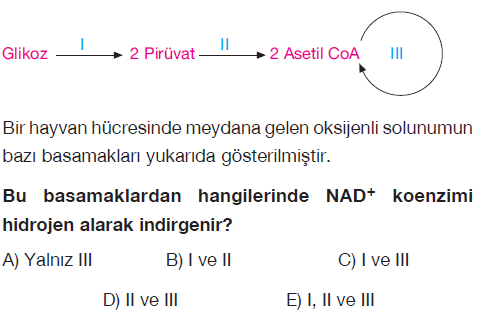 I II
Glikoz 2 Pirüvat 2 Asetil CoA III
Bir hayvan hücresinde meydana gelen oksijenli solunumun
bazı basamakları yukarıda gösterilmiştir.
Bu basamaklardan hangilerinde NAD+ koenzimi
hidrojen alarak indirgenir?
A) Yalnız III B) I ve II C) I ve III
D) II ve III E) I, II ve III